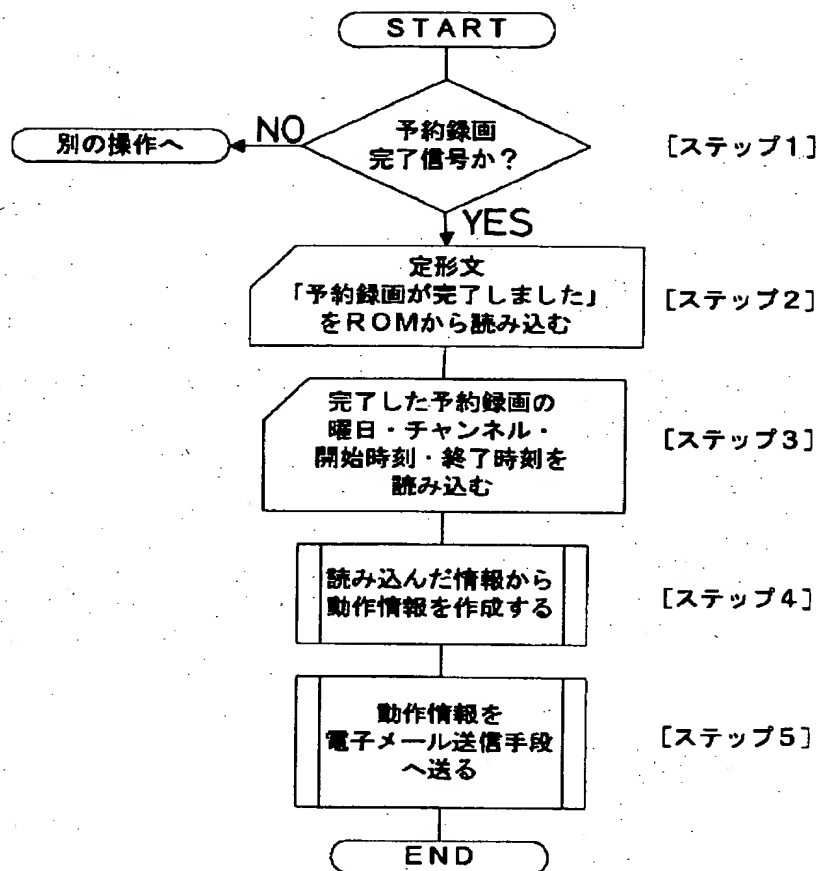 START
予約録画
完了信号か？
NO
別の操作へ
[ステップ1]
YES
定形文
「予約録画が完了しました」
をROMから読み込む
[ステップ2]
完了した予約録画の
曜日・チャンネル・
開始時刻・終了時刻を
読み込む
[ステップ3]
読み込んだ情報から
動作情報を作成する
[ステップ4]
動作情報を
電子メール送信手段
へ送る
[ステップ5]
END